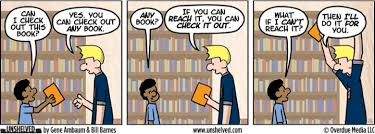 CAN
I CHECK
OUT THIS
BOOK?
YES. YOU
CAN CHECK
OUT ANY
BOOK.
ANY
BOOK?
IF YOU CAN
REACH IT, YOU CAN
CHECK IT OUT.
WHAT
IF I CAN'T
REACH IT?
THEN I'LL
DO IT FOR
YOU.
UNSHELVED by Gene Ambaum & Bill Barnes
www.unshelved.com
© Overdue Media LLC